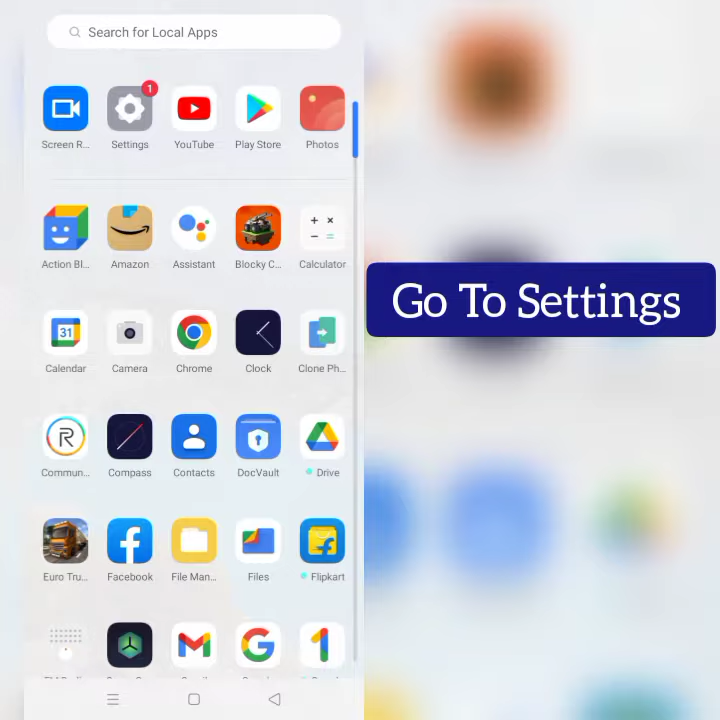 Search for Local Apps
1
Screen R...
Settings
YouTube
Play Store
Photos
Action Bl...
Amazon
Assistant
Blocky C...
Calculator
31
Calendar
Camera
Chrome
Clock
Clone Ph...
Commun...
Compass
Contacts
DocVault
Drive
Euro Tru...
Facebook
File Man...
Files
Flipkart
Go To Settings